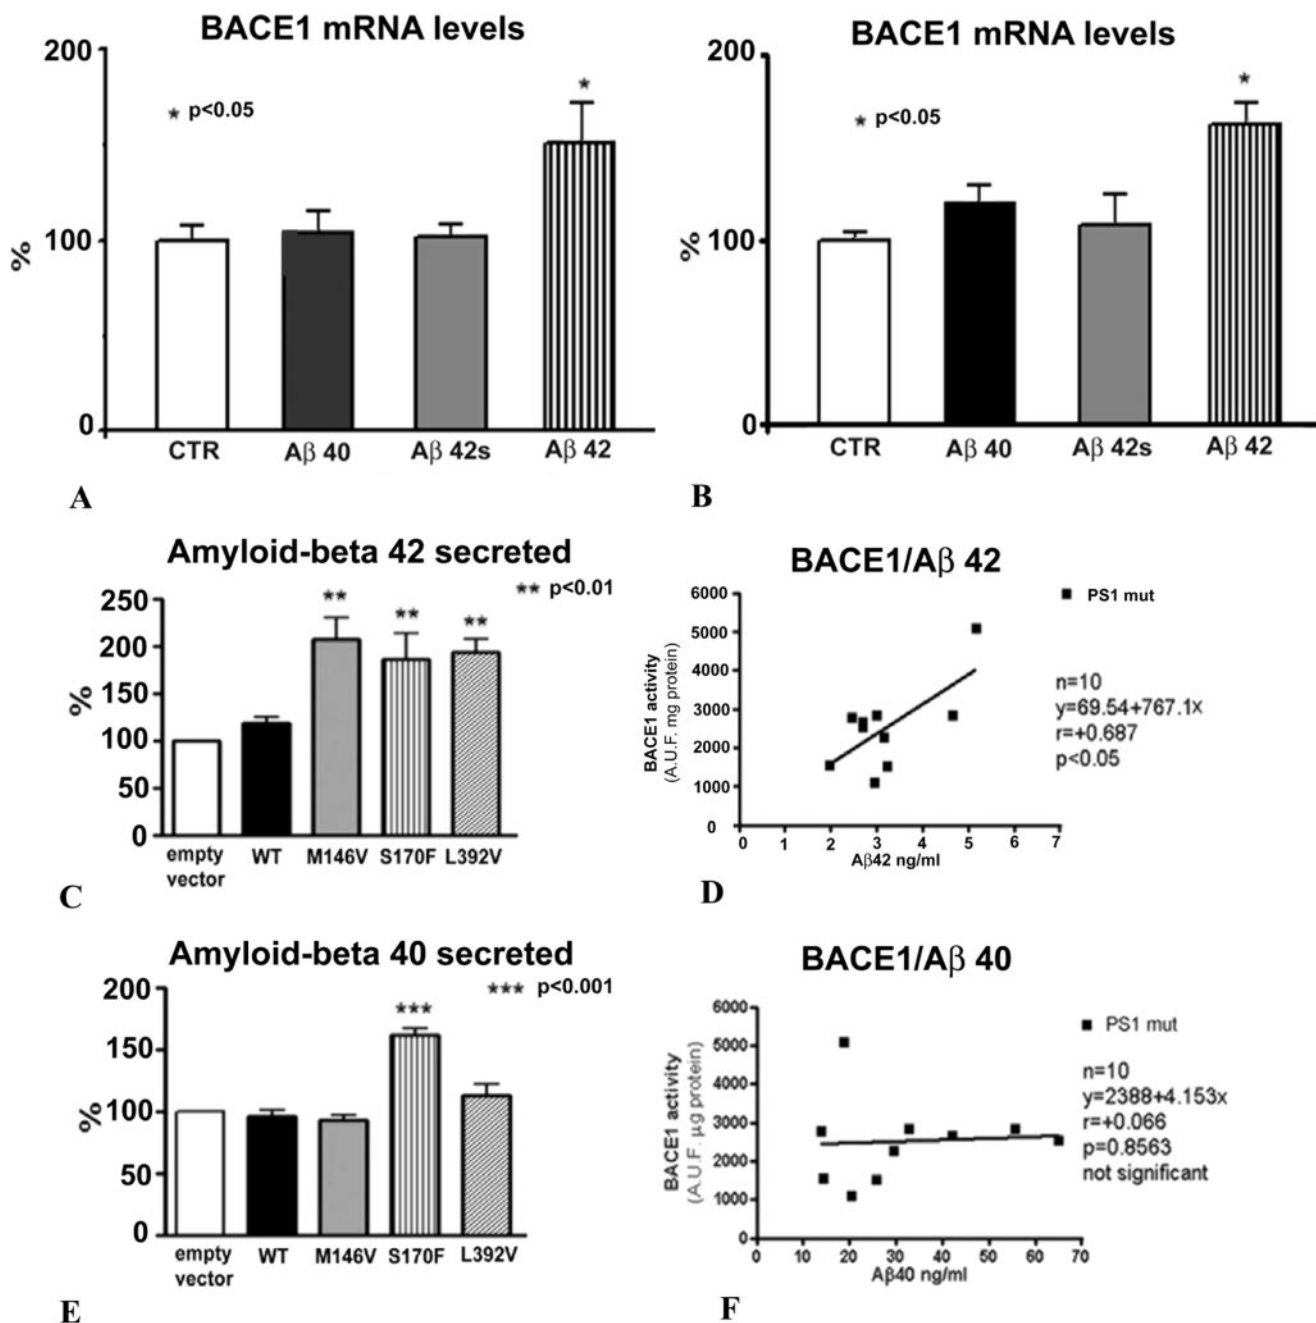 BACE1 mRNA levels
200
* p<0.05
*
100
%
0
CTR
Aβ 40
Aβ 42s
Aβ 42
A
BACE1 mRNA levels
200
* p<0.05
*
100
%
0
CTR
Aβ 40
Aβ 42s
Aβ 42
B
Amyloid-beta 42 secreted
** p<0.01
250
200
150
100
50
0
%
**
**
**
empty vector
WT
M146V
S170F
L392V
C
BACE1/Aβ 42
6000
5000
4000
3000
2000
1000
0
BACE1 activity
(A.U.F. mg protein)
PS1 mut
n=10
y=69.54+767.1x
r=+0.687
p<0.05
0 1 2 3 4 5 6 7
Aβ42 ng/ml
D
Amyloid-beta 40 secreted
*** p<0.001
200
150
100
50
0
%
***
empty vector
WT
M146V
S170F
L392V
E
BACE1/Aβ 40
6000
5000
4000
3000
2000
1000
0
BACE1 activity
(A.U.F. µg protein)
PS1 mut
n=10
y=2388+4.153x
r=+0.066
p=0.8563
not significant
0 10 20 30 40 50 60 70
Aβ40 ng/ml
F